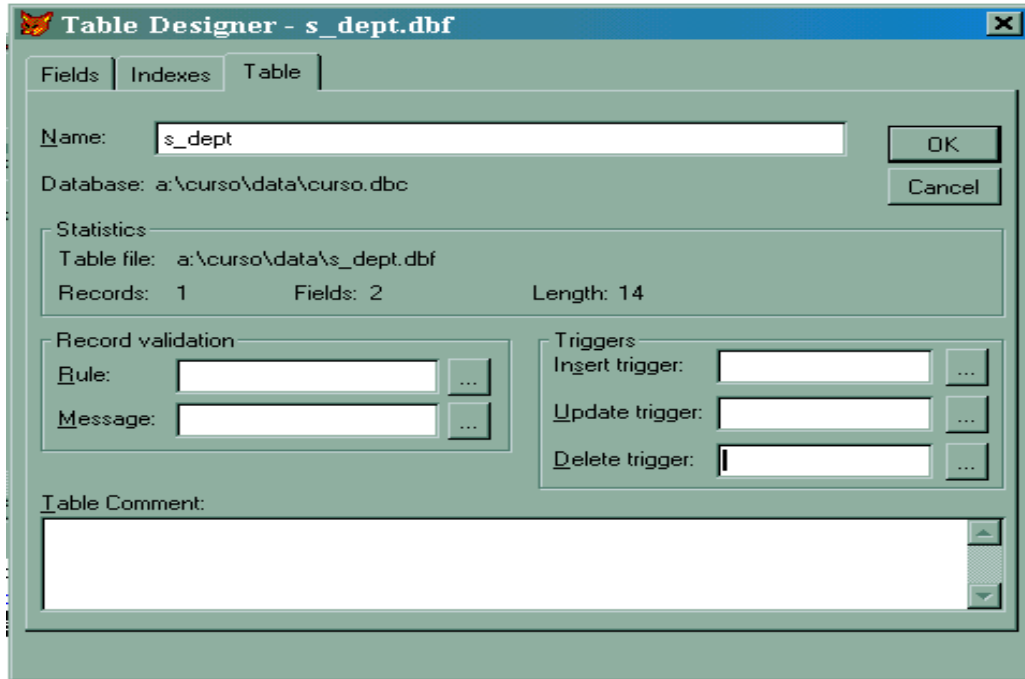 Table Designer - s_dept.dbf
Fields Indexes Table
Name: s_dept
OK
Database: a:\curso\data\curso.dbc
Cancel
Statistics
Table file: a:\curso\data\s_dept.dbf
Records: 1 Fields: 2 Length: 14
Record validation
Rule: ...
Message: ...
Triggers
Insert trigger: ...
Update trigger: ...
Delete trigger: ...
Table Comment: